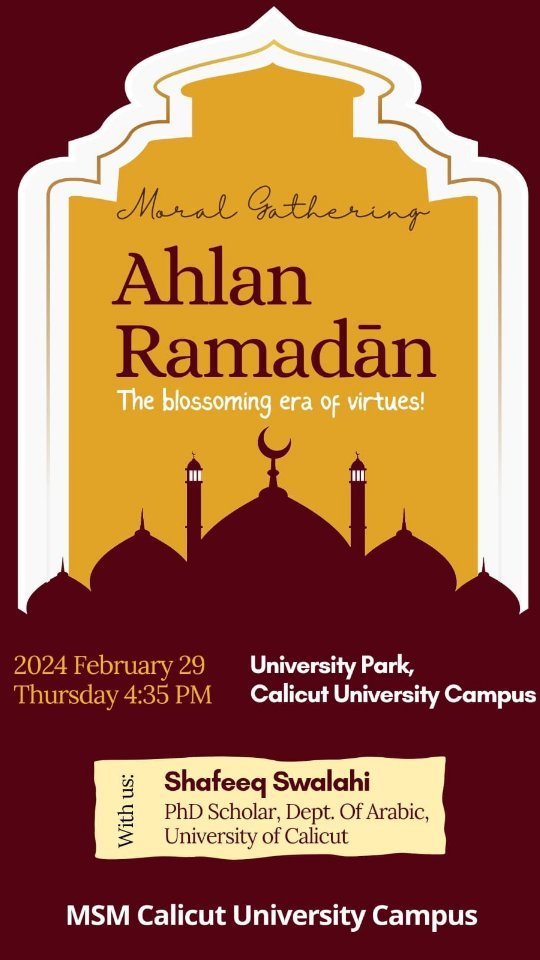 Moral Gathering
Ahlan
Ramadān
The blossoming era of virtues!
2024 February 29
Thursday 4:35 PM
University Park,
Calicut University Campus
With us:
Shafeeq Swalahi
PhD Scholar, Dept. Of Arabic,
University of Calicut
MSM Calicut University Campus